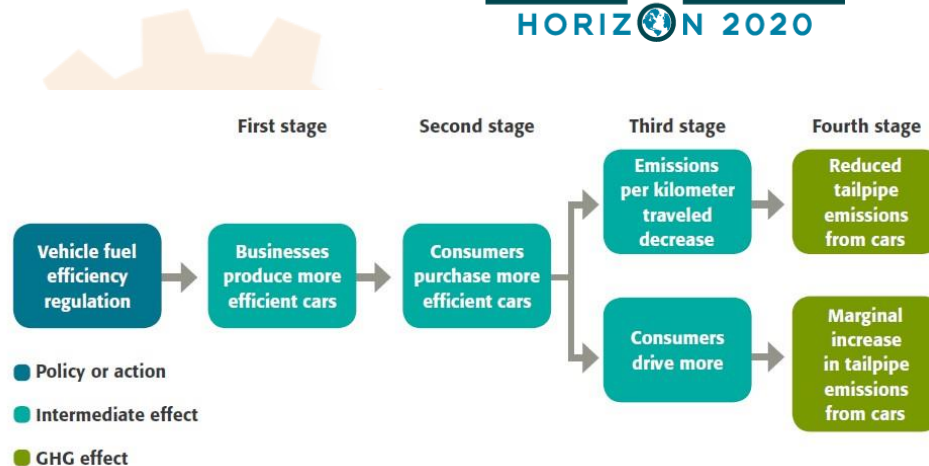 HORIZON 2020
First stage
Second stage
Third stage
Fourth stage
Vehicle fuel
efficiency
regulation
Businesses
produce more
efficient cars
Consumers
purchase more
efficient cars
Emissions
per kilometer
traveled
decrease
Reduced
tailpipe
emissions
from cars
Consumers
drive more
Marginal
increase
in tailpipe
emissions
from cars
Policy or action
Intermediate effect
GHG effect